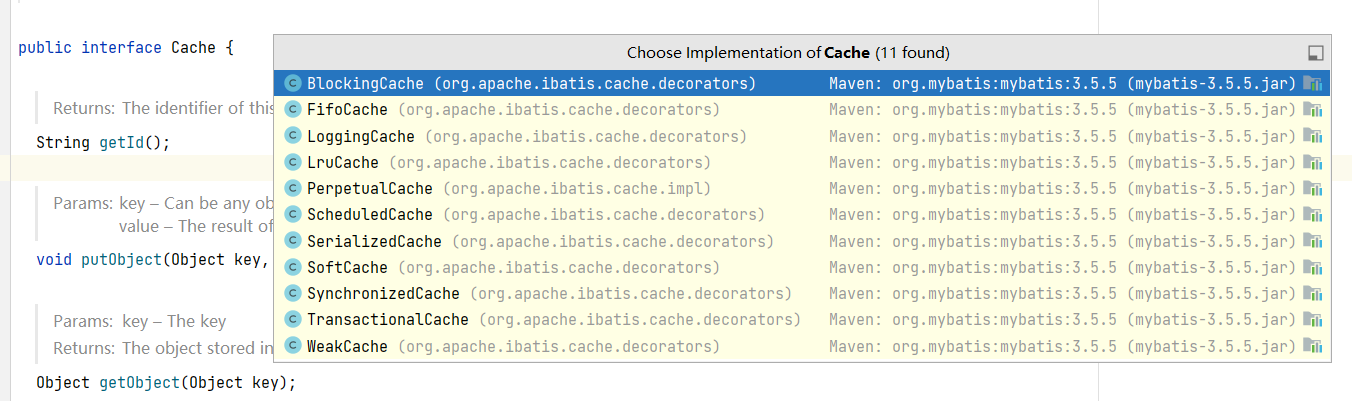 public interface Cache {
Choose Implementation of Cache (11 found)
BlockingCache (org.apache.ibatis.cache.decorators) Maven: org.mybatis:mybatis:3.5.5 (mybatis-3.5.5.jar)
Returns: The identifier of this
FifoCache (org.apache.ibatis.cache.decorators) Maven: org.mybatis:mybatis:3.5.5 (mybatis-3.5.5.jar)
String getId();
LoggingCache (org.apache.ibatis.cache.decorators) Maven: org.mybatis:mybatis:3.5.5 (mybatis-3.5.5.jar)
LruCache (org.apache.ibatis.cache.decorators) Maven: org.mybatis:mybatis:3.5.5 (mybatis-3.5.5.jar)
PerpetualCache (org.apache.ibatis.cache.impl) Maven: org.mybatis:mybatis:3.5.5 (mybatis-3.5.5.jar)
Params: key – Can be any ob
ScheduledCache (org.apache.ibatis.cache.decorators) Maven: org.mybatis:mybatis:3.5.5 (mybatis-3.5.5.jar)
value – The result of
SerializedCache (org.apache.ibatis.cache.decorators) Maven: org.mybatis:mybatis:3.5.5 (mybatis-3.5.5.jar)
void putObject(Object key,
SoftCache (org.apache.ibatis.cache.decorators) Maven: org.mybatis:mybatis:3.5.5 (mybatis-3.5.5.jar)
SynchronizedCache (org.apache.ibatis.cache.decorators) Maven: org.mybatis:mybatis:3.5.5 (mybatis-3.5.5.jar)
Params: key – The key
TransactionalCache (org.apache.ibatis.cache.decorators) Maven: org.mybatis:mybatis:3.5.5 (mybatis-3.5.5.jar)
Returns: The object stored in
WeakCache (org.apache.ibatis.cache.decorators) Maven: org.mybatis:mybatis:3.5.5 (mybatis-3.5.5.jar)
Object getObject(Object key);